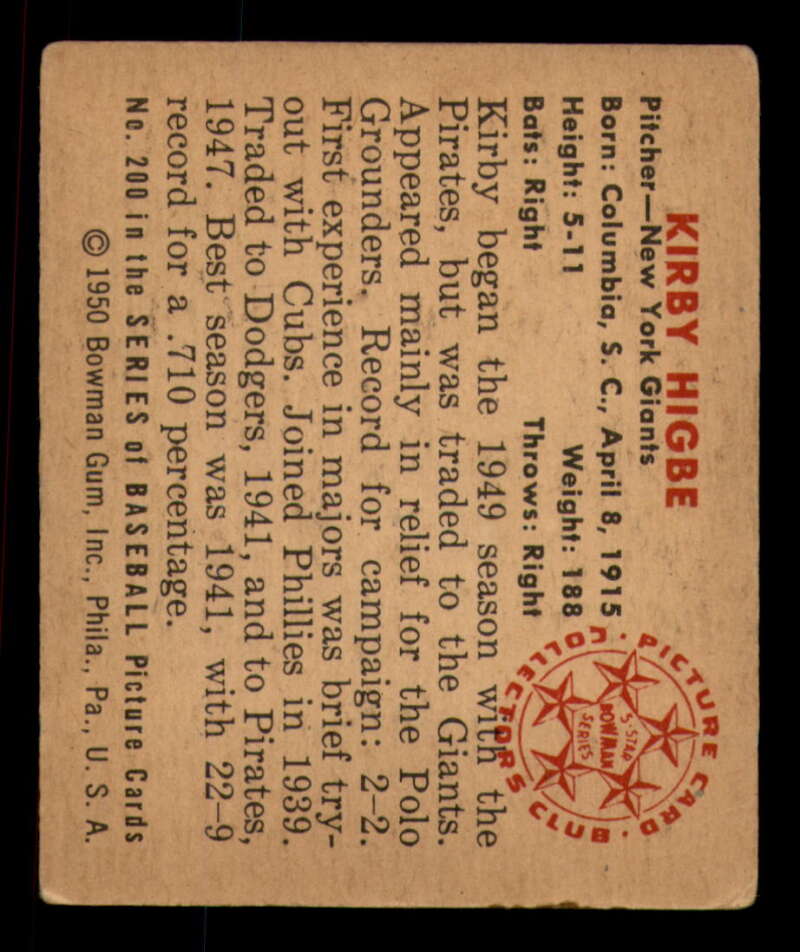 KIRBY HIGBE
Pitcher—New York Giants
Born: Columbia, S. C., April 8, 1915
Height: 5-11 Weight: 188
Bats: Right Throws: Right
Kirby began the 1949 season with the
Pirates, but was traded to the Giants.
Appeared mainly in relief for the Polo
Grounders. Record for campaign: 2–2.
First experience in majors was brief try-
out with Cubs. Joined Phillies in 1939.
Traded to Dodgers, 1941, and to Pirates,
1947. Best season was 1941, with 22–9
record for a .710 percentage.
No. 200 in the SERIES of BASEBALL Picture Cards
© 1950 Bowman Gum, Inc., Phila., Pa., U. S. A.
PICTURE CARD · CLUB · COLLECTORS
5-STAR
BOWMAN
SERIES